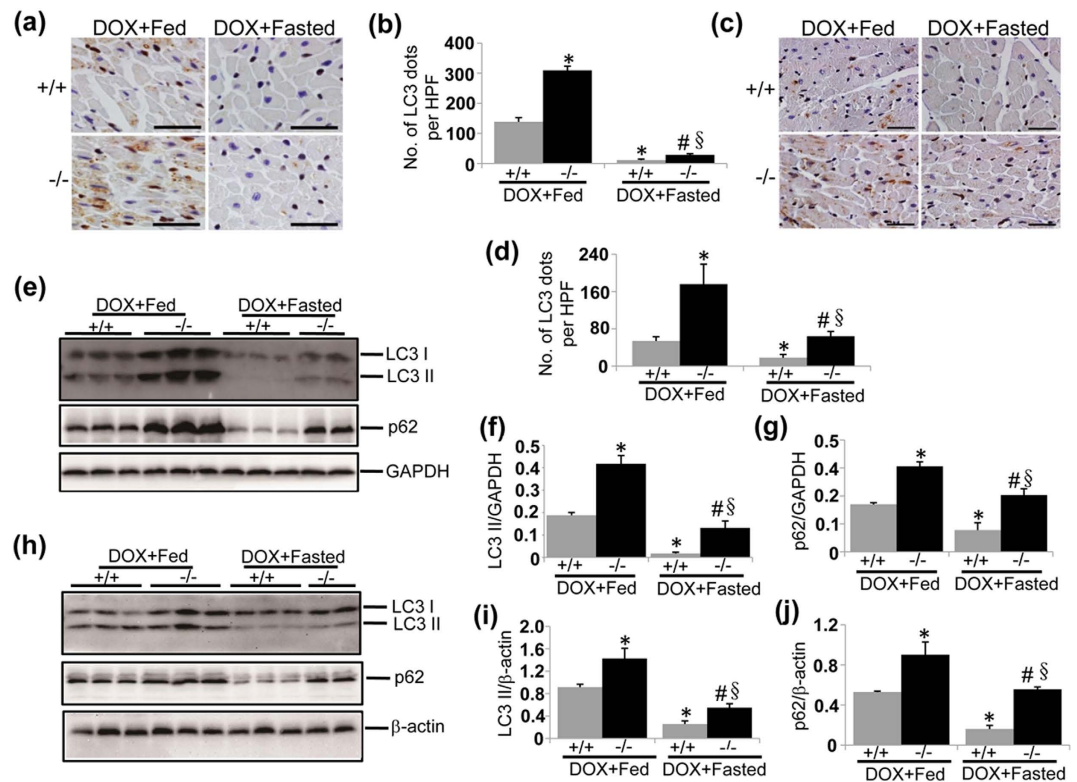 (a)
DOX+Fed DOX+Fasted
+/+
-/-
(b)
No. of LC3 dots
per HPF
400
300
200
100
0
*
*
# §
+/+ -/- +/+ -/-
DOX+Fed DOX+Fasted
(c)
DOX+Fed DOX+Fasted
+/+
-/-
(d)
No. of LC3 dots
per HPF
240
160
80
0
*
*
# §
+/+ -/- +/+ -/-
DOX+Fed DOX+Fasted
(e)
DOX+Fed DOX+Fasted
+/+ -/- +/+ -/-
LC3 I
LC3 II
p62
GAPDH
(f)
LC3 II/GAPDH
0.5
0.4
0.3
0.2
0.1
0
*
*
#§
+/+ -/- +/+ -/-
DOX+Fed DOX+Fasted
(g)
p62/GAPDH
0.4
0.3
0.2
0.1
0
*
*
#§
+/+ -/- +/+ -/-
DOX+Fed DOX+Fasted
(h)
DOX+Fed DOX+Fasted
+/+ -/- +/+ -/-
LC3 I
LC3 II
p62
β-actin
(i)
LC3 II/β-actin
2.0
1.6
1.2
0.8
0.4
0
*
*
#§
+/+ -/- +/+ -/-
DOX+Fed DOX+Fasted
(j)
p62/β-actin
1.2
0.8
0.4
0
*
*
# §
+/+ -/- +/+ -/-
DOX+Fed DOX+Fasted